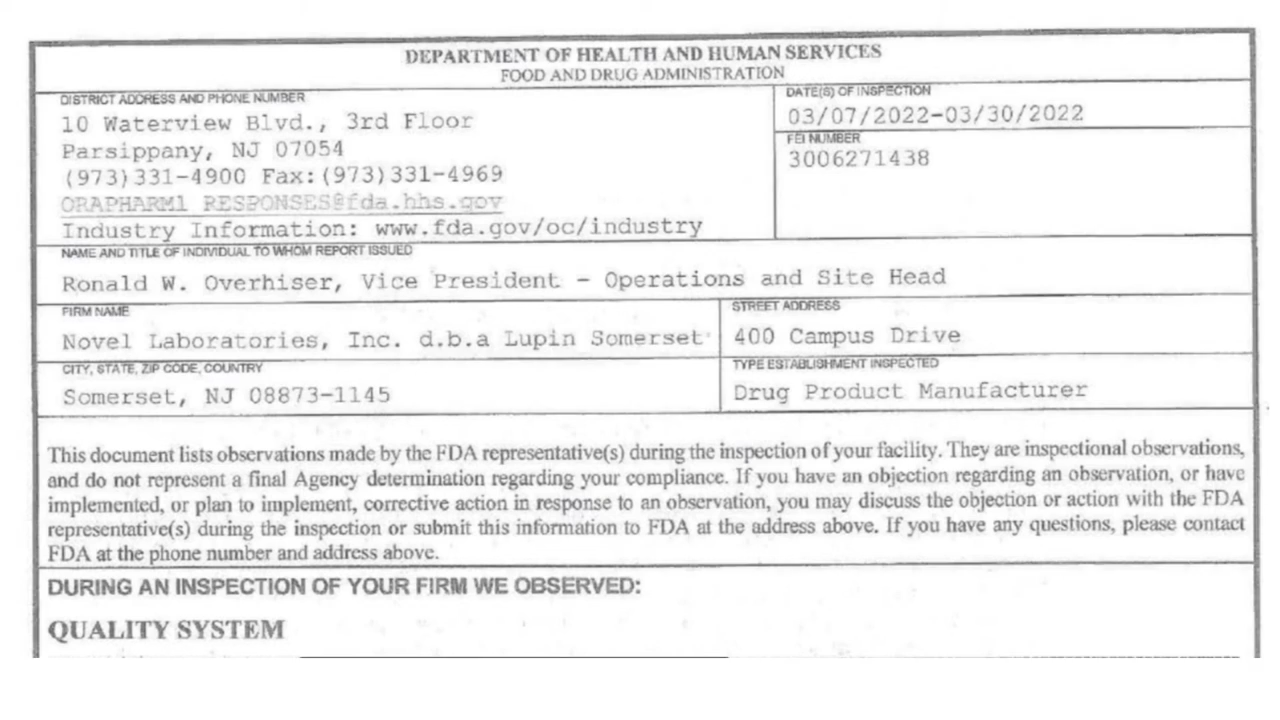 DEPARTMENT OF HEALTH AND HUMAN SERVICES
FOOD AND DRUG ADMINISTRATION
DISTRICT ADDRESS AND PHONE NUMBER
10 Waterview Blvd., 3rd Floor
Parsippany, NJ 07054
(973)331-4900 Fax:(973)331-4969
ORAPHARM1 RESPONSES@fda.hhs.gov
Industry Information: www.fda.gov/oc/industry
DATE(S) OF INSPECTION
03/07/2022-03/30/2022
FEI NUMBER
3006271438
NAME AND TITLE OF INDIVIDUAL TO WHOM REPORT ISSUED
Ronald W. Overhiser, Vice President - Operations and Site Head
FIRM NAME
Novel Laboratories, Inc. d.b.a Lupin Somerset
STREET ADDRESS
400 Campus Drive
CITY, STATE, ZIP CODE, COUNTRY
Somerset, NJ 08873-1145
TYPE ESTABLISHMENT INSPECTED
Drug Product Manufacturer
This document lists observations made by the FDA representative(s) during the inspection of your facility. They are inspectional observations,
and do not represent a final Agency determination regarding your compliance. If you have an objection regarding an observation, or have
implemented, or plan to implement, corrective action in response to an observation, you may discuss the objection or action with the FDA
representative(s) during the inspection or submit this information to FDA at the address above. If you have any questions, please contact
FDA at the phone number and address above.
DURING AN INSPECTION OF YOUR FIRM WE OBSERVED:
QUALITY SYSTEM